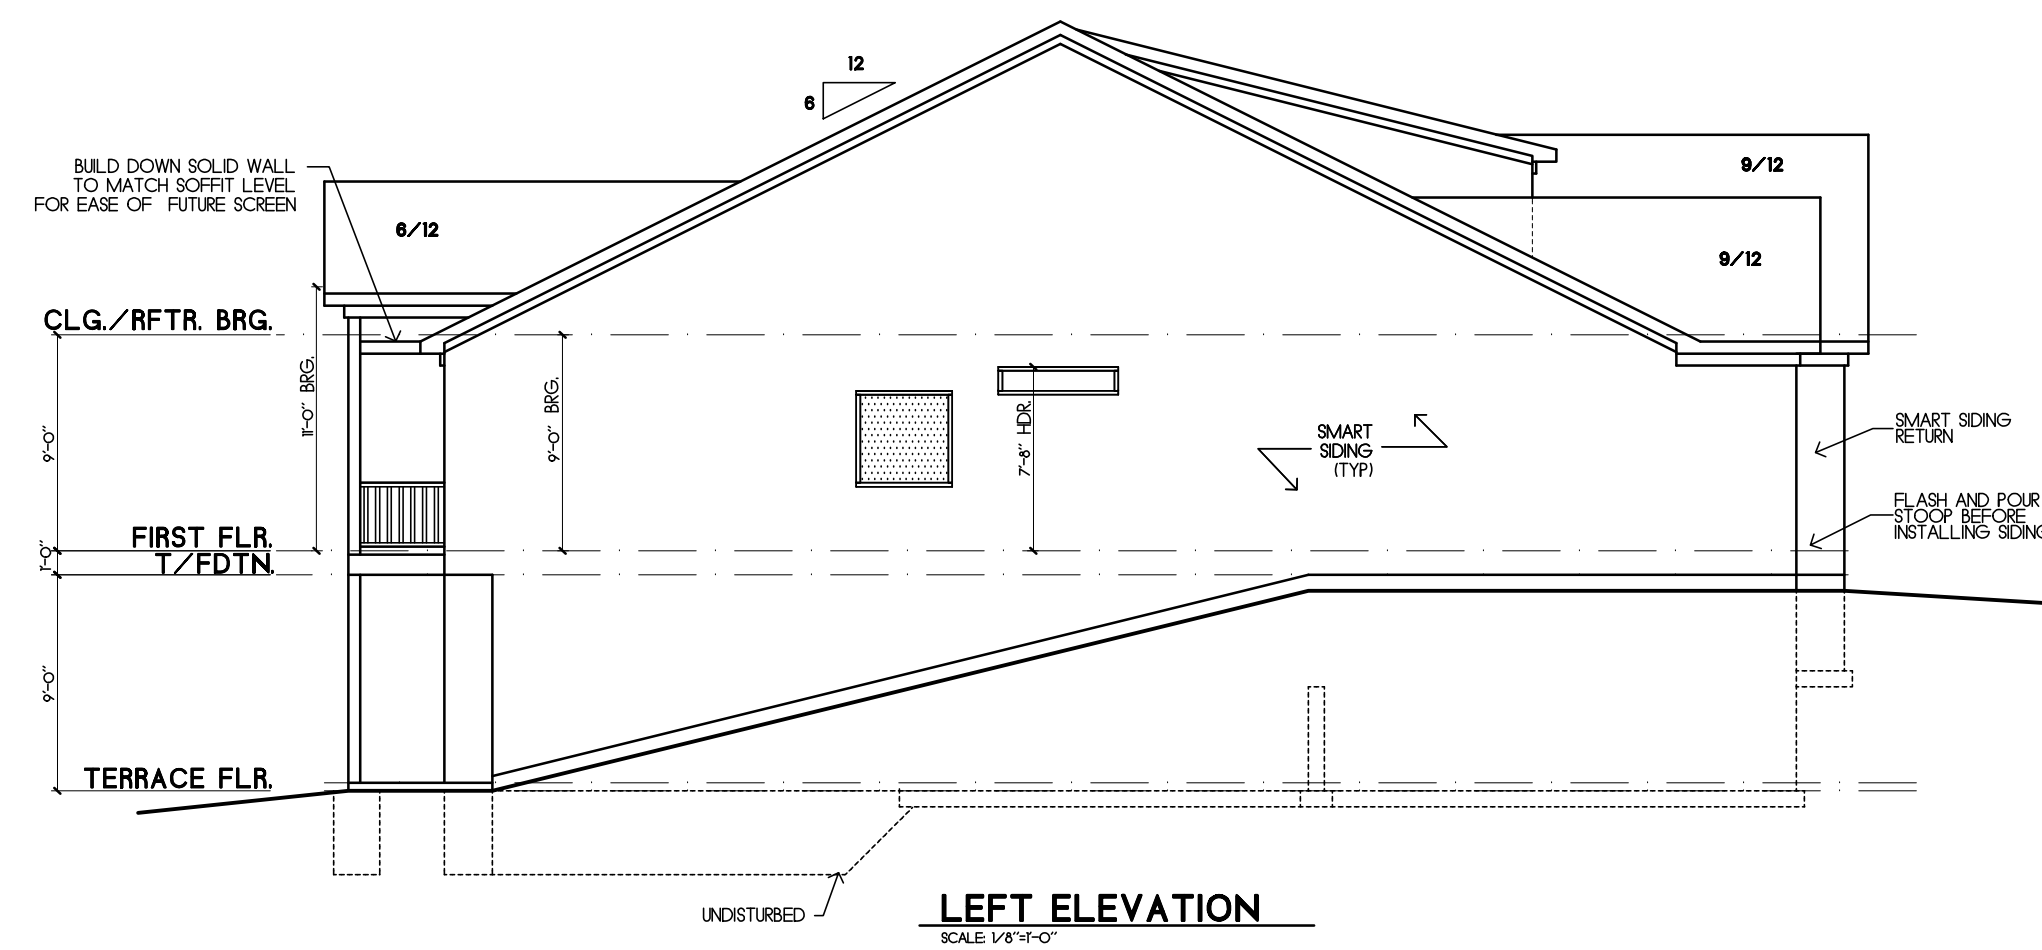 12
6
9/12
BUILD DOWN SOLID WALL
TO MATCH SOFFIT LEVEL
FOR EASE OF FUTURE SCREEN
6/12
9/12
CLG./RFTR. BRG.
11'-0" BRG.
9'-0" BRG.
9'-0"
7'-8" HDR.
SMART
SIDING
(TYP)
SMART SIDING
RETURN
FLASH AND POUR
STOOP BEFORE
INSTALLING SIDING
FIRST FLR.
1'-0"
T/FDTN.
9'-0"
TERRACE FLR.
UNDISTURBED
LEFT ELEVATION
SCALE: 1/8"=1'-0"